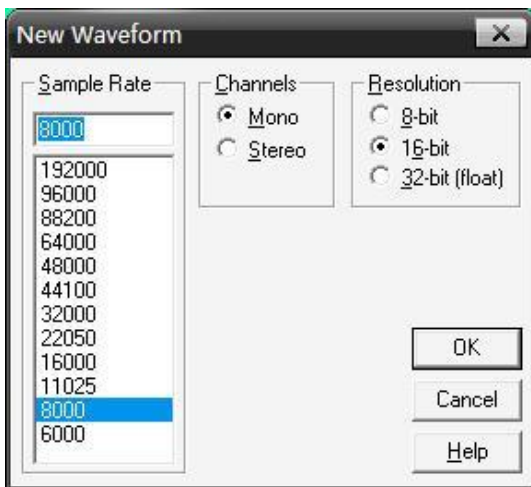 New Waveform
Sample Rate
8000
192000
96000
88200
64000
48000
44100
32000
22050
16000
11025
8000
6000
Channels
Mono
Stereo
Resolution
8-bit
16-bit
32-bit (float)
OK
Cancel
Help